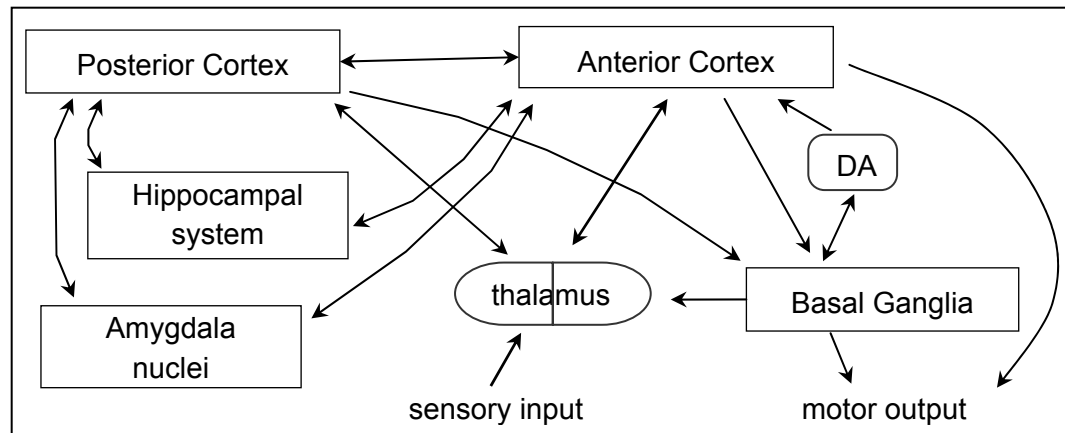 Posterior Cortex
Anterior Cortex
DA
Hippocampal
system
thalamus
Basal Ganglia
Amygdala
nuclei
sensory input
motor output